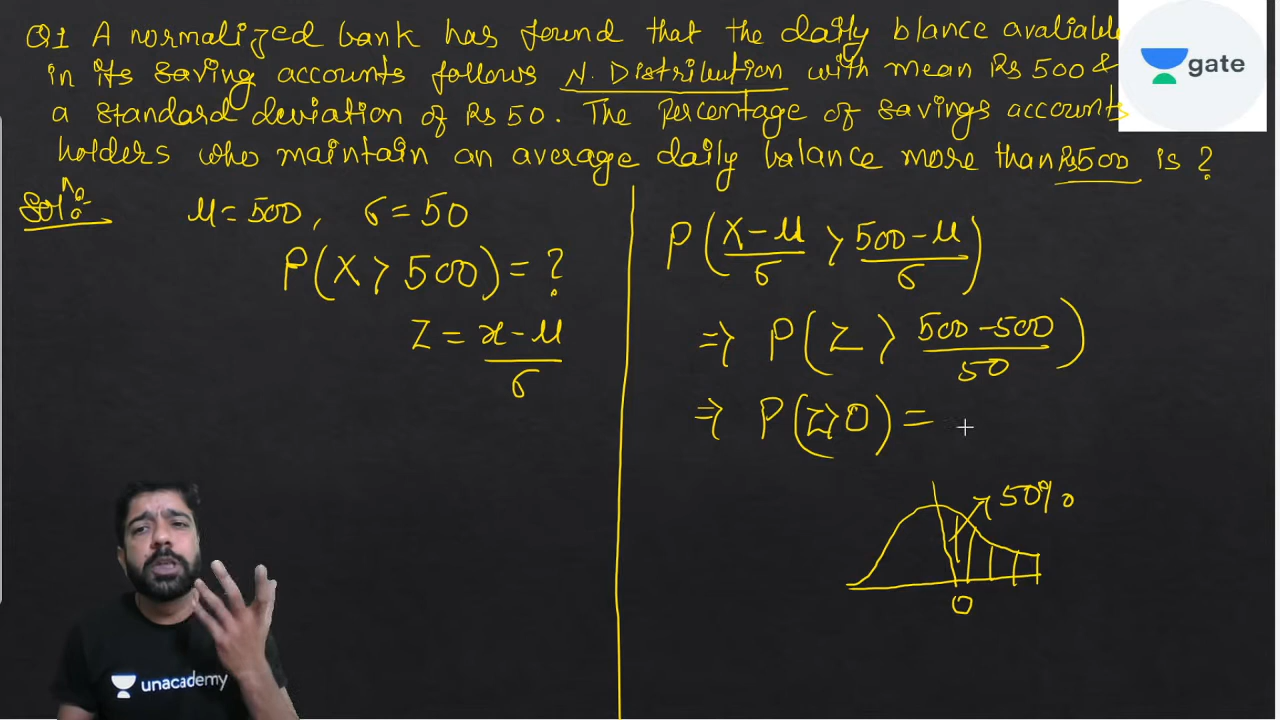 Q1 A normalized bank has found that the daily blance avaliable
in its saving accounts follows N. Distribution with mean Rs 500 &
a standard deviation of Rs 50. The Percentage of savings accounts
holders who maintain an average daily balance more than Rs500 is ?
gate
Solⁿ:-
μ = 500, σ = 50
P(X > 500) = ?
Z = x - μ / σ
P(X - μ / σ > 500 - μ / σ)
=> P(Z > 500 - 500 / 50)
=> P(Z > 0) =
50%
0
unacademy